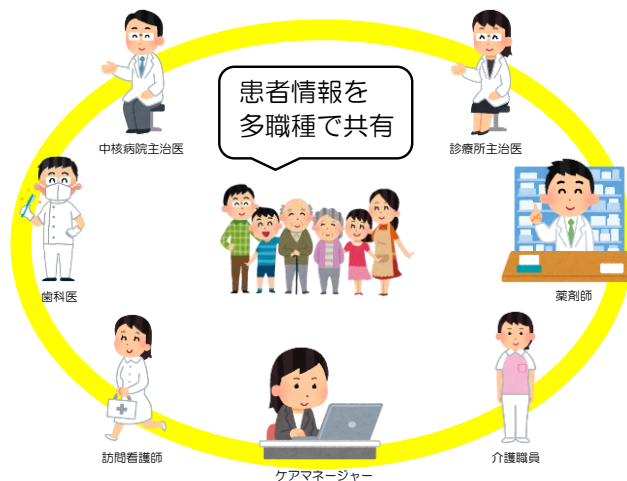 患者情報を
多職種で共有
中核病院主治医
診療所主治医
歯科医
薬剤師
訪問看護師
介護職員
ケアマネージャー